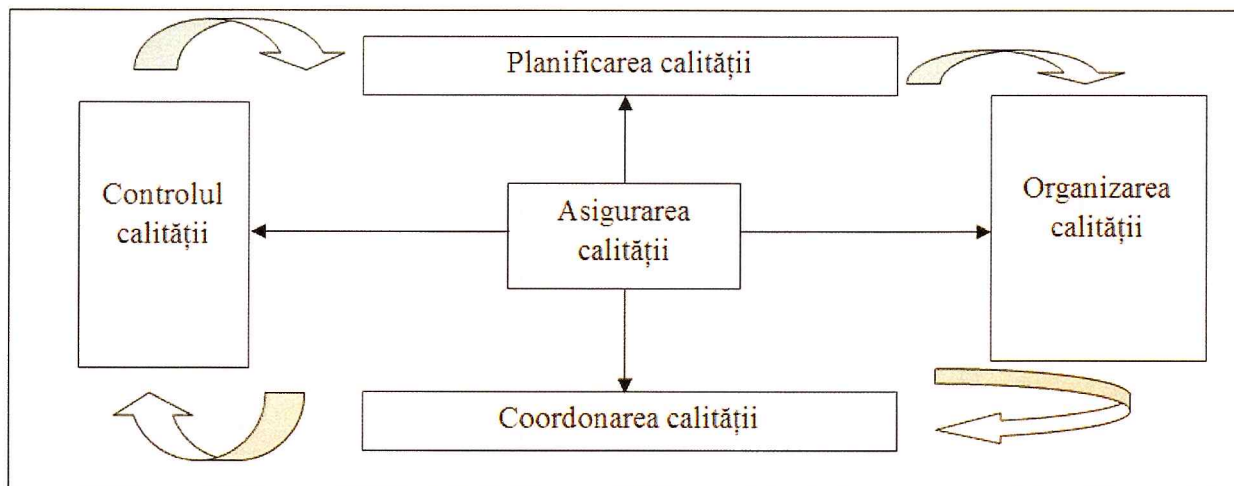 Planificarea calității
Controlul
calității
Asigurarea
calității
Organizarea
calității
Coordonarea calității